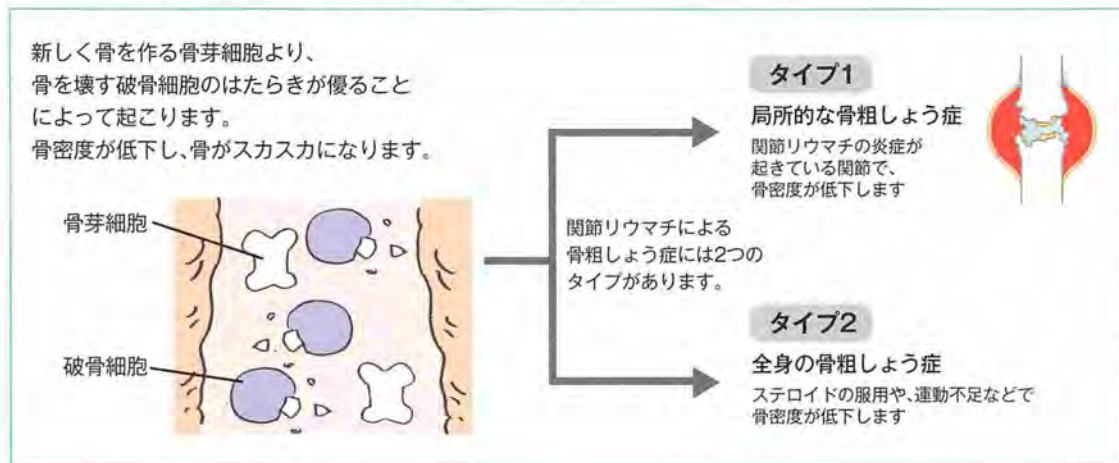 新しく骨を作る骨芽細胞より、
骨を壊す破骨細胞のはたらきが優ること
によって起こります。
骨密度が低下し、骨がスカスカになります。
骨芽細胞
破骨細胞
関節リウマチによる
骨粗しょう症には2つの
タイプがあります。
タイプ1
局所的な骨粗しょう症
関節リウマチの炎症が
起きている関節で、
骨密度が低下します
タイプ2
全身の骨粗しょう症
ステロイドの服用や、運動不足などで
骨密度が低下します